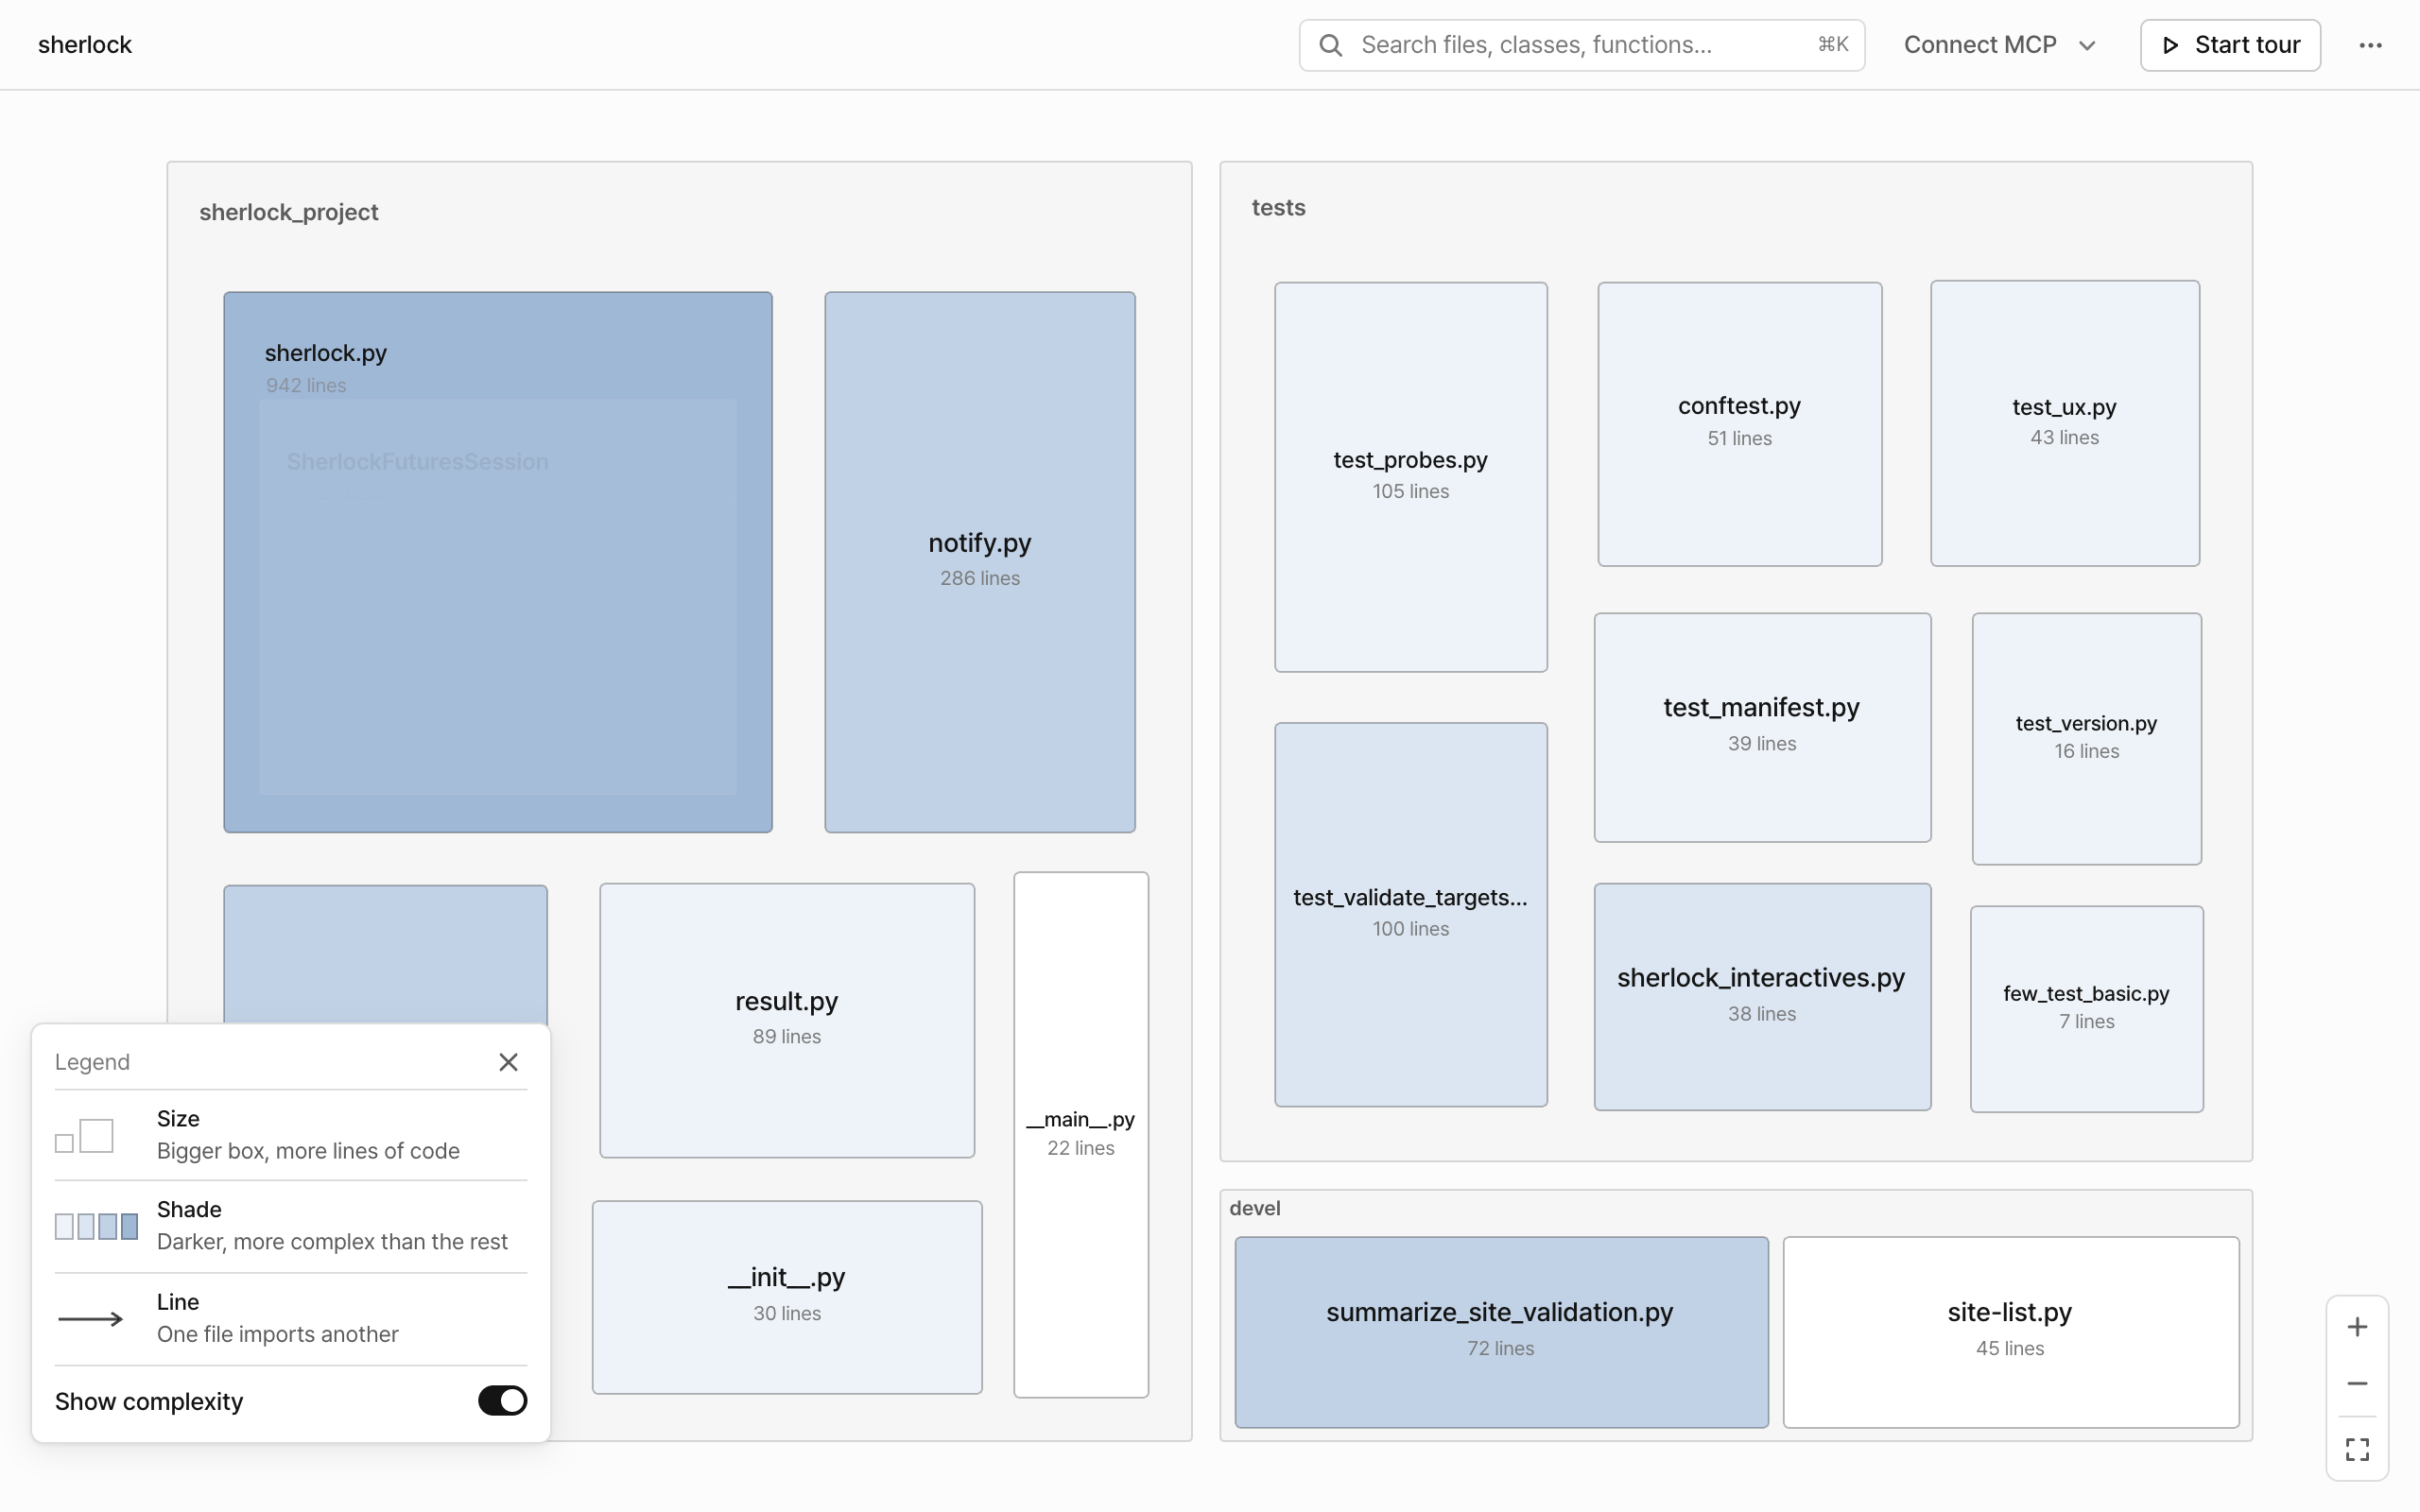 sherlock
Search files, classes, functions... ⌘K
Connect MCP
Start tour
sherlock_project
sherlock.py
942 lines
SherlockFuturesSession
notify.py
286 lines
result.py
89 lines
__main__.py
22 lines
__init__.py
30 lines
tests
test_probes.py
105 lines
conftest.py
51 lines
test_ux.py
43 lines
test_manifest.py
39 lines
test_version.py
16 lines
test_validate_targets...
100 lines
sherlock_interactives.py
38 lines
few_test_basic.py
7 lines
devel
summarize_site_validation.py
72 lines
site-list.py
45 lines
Legend
Size
Bigger box, more lines of code
Shade
Darker, more complex than the rest
Line
One file imports another
Show complexity